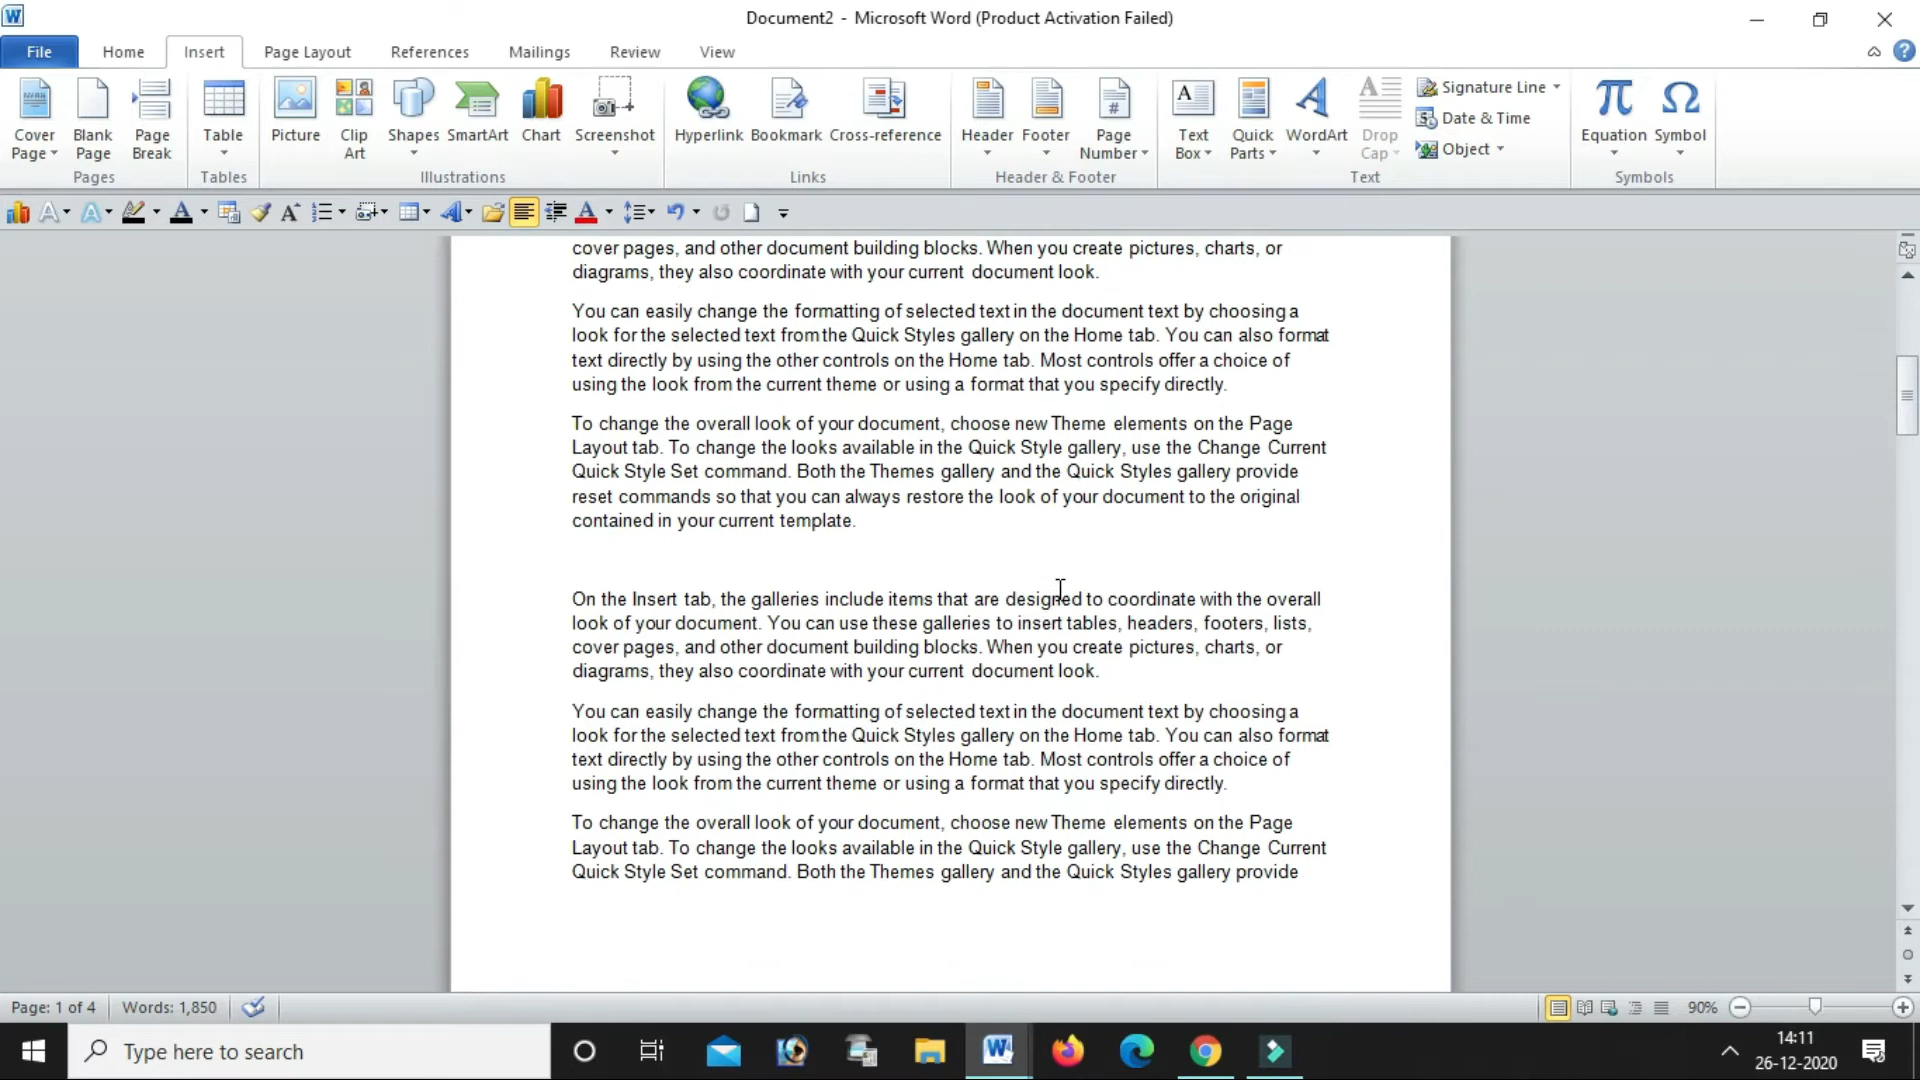 Document2 - Microsoft Word (Product Activation Failed)
File Home Insert Page Layout References Mailings Review View
Cover Page Blank Page Page Break Table Picture Clip Art Shapes SmartArt Chart Screenshot Hyperlink Bookmark Cross-reference Header Footer Page Number Text Box Quick Parts WordArt Drop Cap Signature Line Date & Time Object Equation Symbol
Pages Tables Illustrations Links Header & Footer Text Symbols
cover pages, and other document building blocks. When you create pictures, charts, or
diagrams, they also coordinate with your current document look.
You can easily change the formatting of selected text in the document text by choosing a
look for the selected text from the Quick Styles gallery on the Home tab. You can also format
text directly by using the other controls on the Home tab. Most controls offer a choice of
using the look from the current theme or using a format that you specify directly.
To change the overall look of your document, choose new Theme elements on the Page
Layout tab. To change the looks available in the Quick Style gallery, use the Change Current
Quick Style Set command. Both the Themes gallery and the Quick Styles gallery provide
reset commands so that you can always restore the look of your document to the original
contained in your current template.
On the Insert tab, the galleries include items that are designed to coordinate with the overall
look of your document. You can use these galleries to insert tables, headers, footers, lists,
cover pages, and other document building blocks. When you create pictures, charts, or
diagrams, they also coordinate with your current document look.
You can easily change the formatting of selected text in the document text by choosing a
look for the selected text from the Quick Styles gallery on the Home tab. You can also format
text directly by using the other controls on the Home tab. Most controls offer a choice of
using the look from the current theme or using a format that you specify directly.
To change the overall look of your document, choose new Theme elements on the Page
Layout tab. To change the looks available in the Quick Style gallery, use the Change Current
Quick Style Set command. Both the Themes gallery and the Quick Styles gallery provide
Page: 1 of 4 Words: 1,850 90%
Type here to search
14:11
26-12-2020